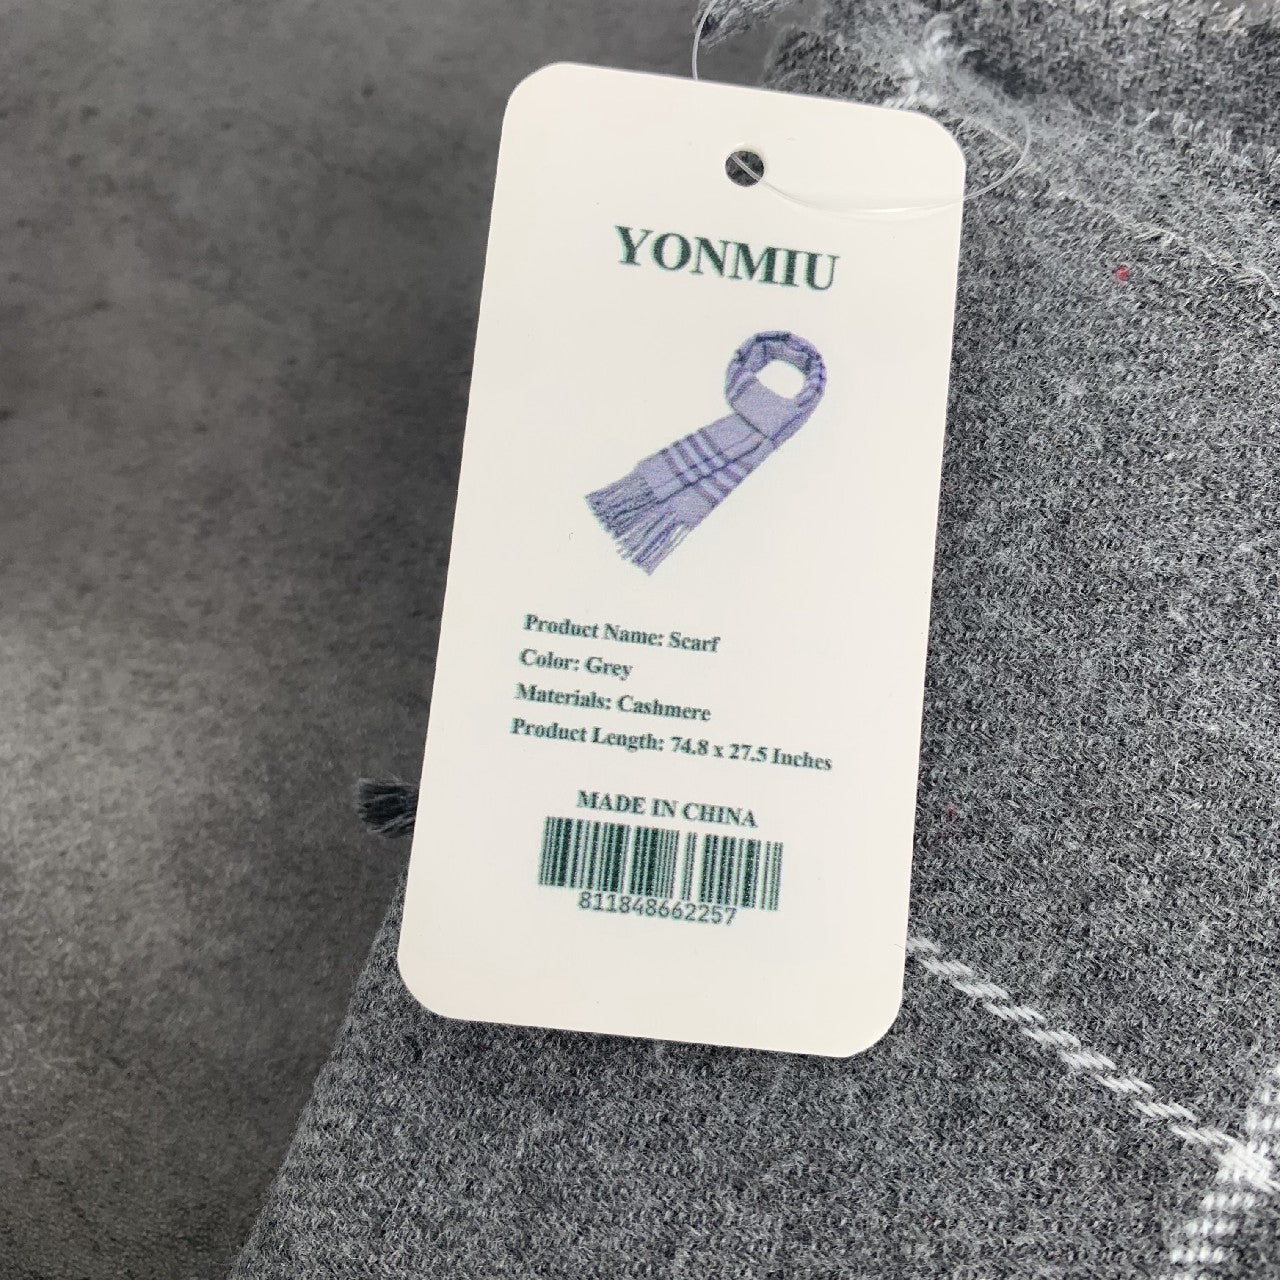 YONMIU
Product Name: Scarf
Color: Grey
Materials: Cashmere
Product Length: 74.8 x 27.5 Inches
MADE IN CHINA
811848662257